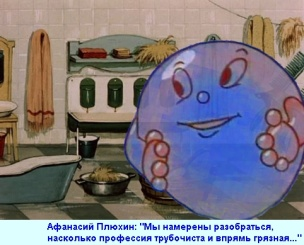 Афанасий Плюхин: "Мы намерены разобраться,
насколько профессия трубочиста и впрямь грязная..."